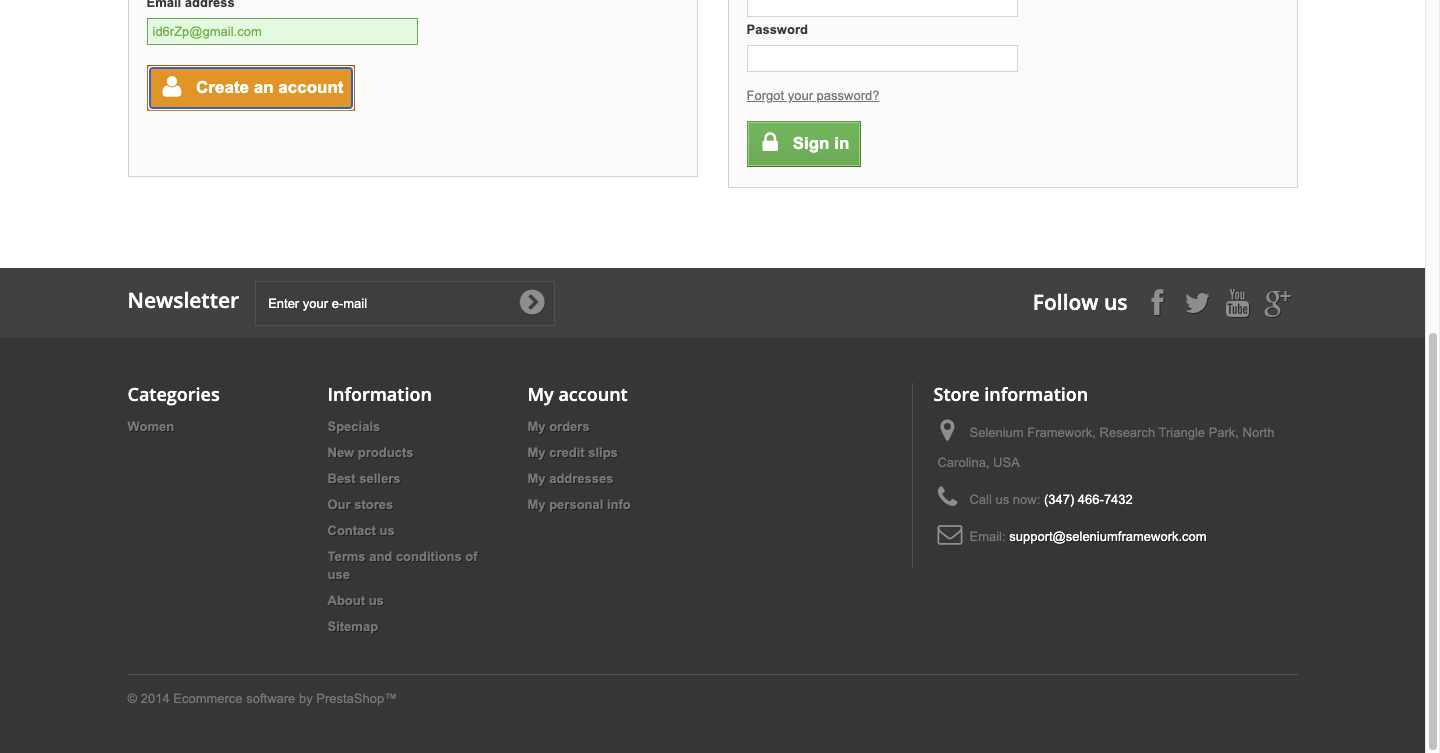 Email address
id6rZp@gmail.com
Create an account
Password
Forgot your password?
Sign in
Newsletter
Enter your e-mail
Follow us
You
Tube
g+
Categories
Women
Information
Specials
New products
Best sellers
Our stores
Contact us
Terms and conditions of
use
About us
Sitemap
My account
My orders
My credit slips
My addresses
My personal info
Store information
Selenium Framework, Research Triangle Park, North
Carolina, USA
Call us now: (347) 466-7432
Email: support@seleniumframework.com
© 2014 Ecommerce software by PrestaShop™